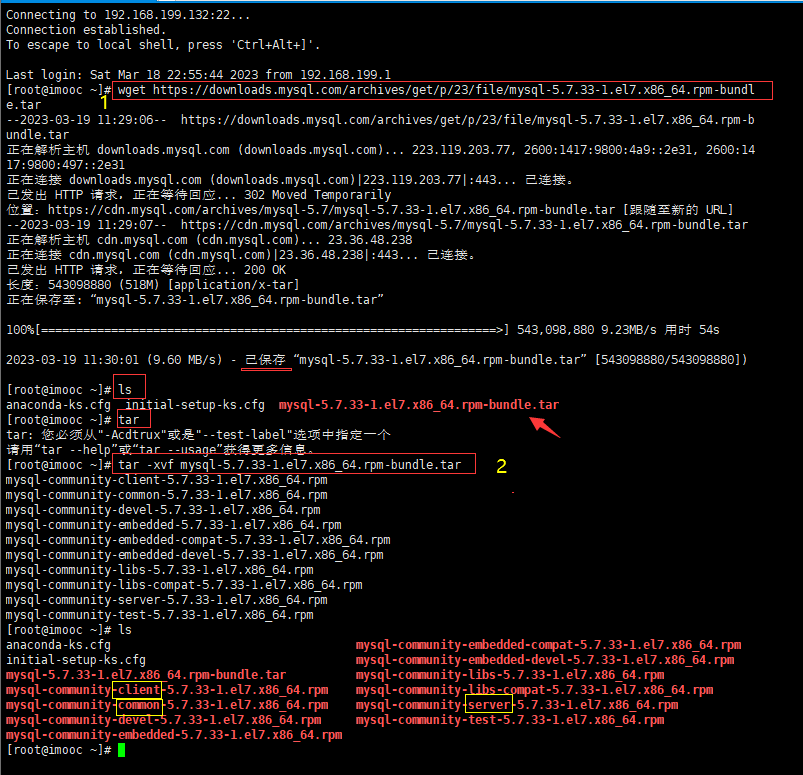 Connecting to 192.168.199.132:22...
Connection established.
To escape to local shell, press 'Ctrl+Alt+]'.
Last login: Sat Mar 18 22:55:44 2023 from 192.168.199.1
[root@imooc ~]# wget https://downloads.mysql.com/archives/get/p/23/file/mysql-5.7.33-1.el7.x86_64.rpm-bundl
e.tar
1
--2023-03-19 11:29:06--  https://downloads.mysql.com/archives/get/p/23/file/mysql-5.7.33-1.el7.x86_64.rpm-b
undle.tar
正在解析主机 downloads.mysql.com (downloads.mysql.com)... 223.119.203.77, 2600:1417:9800:4a9::2e31, 2600:14
17:9800:497::2e31
正在连接 downloads.mysql.com (downloads.mysql.com)|223.119.203.77|:443... 已连接。
已发出 HTTP 请求，正在等待回应... 302 Moved Temporarily
位置：https://cdn.mysql.com/archives/mysql-5.7/mysql-5.7.33-1.el7.x86_64.rpm-bundle.tar [跟随至新的 URL]
--2023-03-19 11:29:07--  https://cdn.mysql.com/archives/mysql-5.7/mysql-5.7.33-1.el7.x86_64.rpm-bundle.tar
正在解析主机 cdn.mysql.com (cdn.mysql.com)... 23.36.48.238
正在连接 cdn.mysql.com (cdn.mysql.com)|23.36.48.238|:443... 已连接。
已发出 HTTP 请求，正在等待回应... 200 OK
长度：543098880 (518M) [application/x-tar]
正在保存至: “mysql-5.7.33-1.el7.x86_64.rpm-bundle.tar”
100%[=================================================================>] 543,098,880 9.23MB/s 用时 54s
2023-03-19 11:30:01 (9.60 MB/s) - 已保存 “mysql-5.7.33-1.el7.x86_64.rpm-bundle.tar” [543098880/543098880])
[root@imooc ~]# ls
anaconda-ks.cfg  initial-setup-ks.cfg  mysql-5.7.33-1.el7.x86_64.rpm-bundle.tar
[root@imooc ~]# tar
tar: 您必须从"-Acdtrux"或是"--test-label"选项中指定一个
请用“tar --help”或“tar --usage”获得更多信息。
[root@imooc ~]# tar -xvf mysql-5.7.33-1.el7.x86_64.rpm-bundle.tar
2
mysql-community-client-5.7.33-1.el7.x86_64.rpm
mysql-community-common-5.7.33-1.el7.x86_64.rpm
mysql-community-devel-5.7.33-1.el7.x86_64.rpm
mysql-community-embedded-5.7.33-1.el7.x86_64.rpm
mysql-community-embedded-compat-5.7.33-1.el7.x86_64.rpm
mysql-community-embedded-devel-5.7.33-1.el7.x86_64.rpm
mysql-community-libs-5.7.33-1.el7.x86_64.rpm
mysql-community-libs-compat-5.7.33-1.el7.x86_64.rpm
mysql-community-server-5.7.33-1.el7.x86_64.rpm
mysql-community-test-5.7.33-1.el7.x86_64.rpm
[root@imooc ~]# ls
anaconda-ks.cfg  mysql-community-embedded-compat-5.7.33-1.el7.x86_64.rpm
initial-setup-ks.cfg  mysql-community-embedded-devel-5.7.33-1.el7.x86_64.rpm
mysql-5.7.33-1.el7.x86_64.rpm-bundle.tar  mysql-community-libs-5.7.33-1.el7.x86_64.rpm
mysql-community-client-5.7.33-1.el7.x86_64.rpm  mysql-community-libs-compat-5.7.33-1.el7.x86_64.rpm
mysql-community-common-5.7.33-1.el7.x86_64.rpm  mysql-community-server-5.7.33-1.el7.x86_64.rpm
mysql-community-devel-5.7.33-1.el7.x86_64.rpm  mysql-community-test-5.7.33-1.el7.x86_64.rpm
mysql-community-embedded-5.7.33-1.el7.x86_64.rpm
[root@imooc ~]#